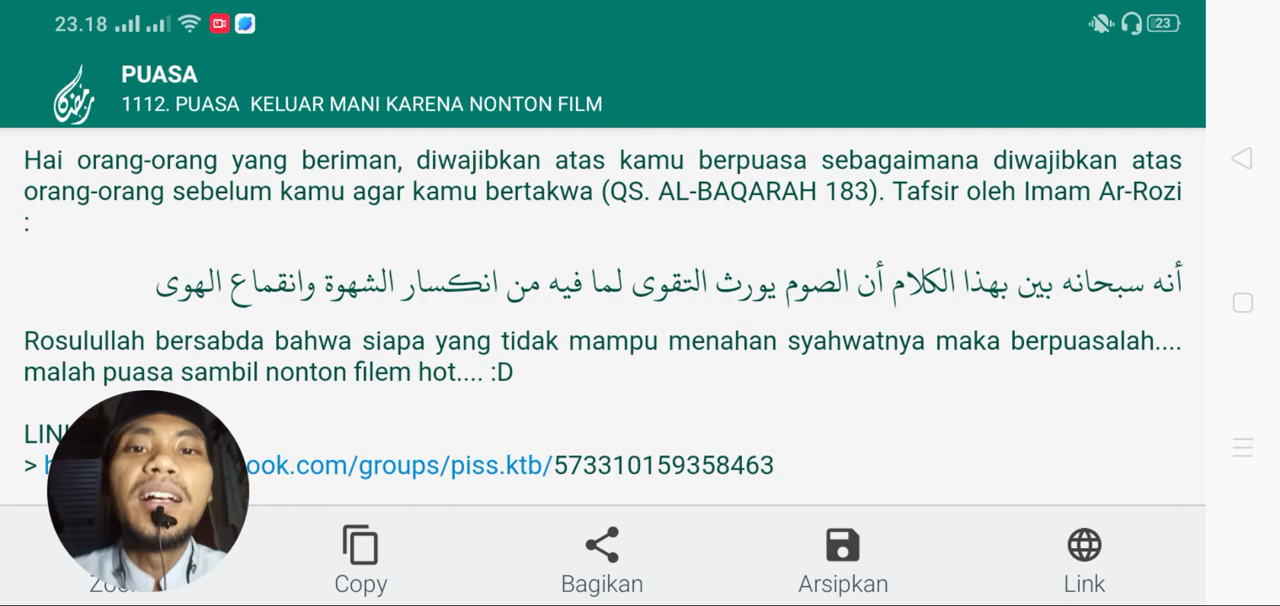 23.18
23
PUASA
1112. PUASA KELUAR MANI KARENA NONTON FILM
Hai orang-orang yang beriman, diwajibkan atas kamu berpuasa sebagaimana diwajibkan atas
orang-orang sebelum kamu agar kamu bertakwa (QS. AL-BAQARAH 183). Tafsir oleh Imam Ar-Rozi
:
أنه سبحانه بين بهذا الكلام أن الصوم يورث التقوى لما فيه من انكسار الشهوة وانقماع الهوى
Rosulullah bersabda bahwa siapa yang tidak mampu menahan syahwatnya maka berpuasalah....
malah puasa sambil nonton filem hot.... :D
> ook.com/groups/piss.ktb/573310159358463
Copy
Bagikan
Arsipkan
Link